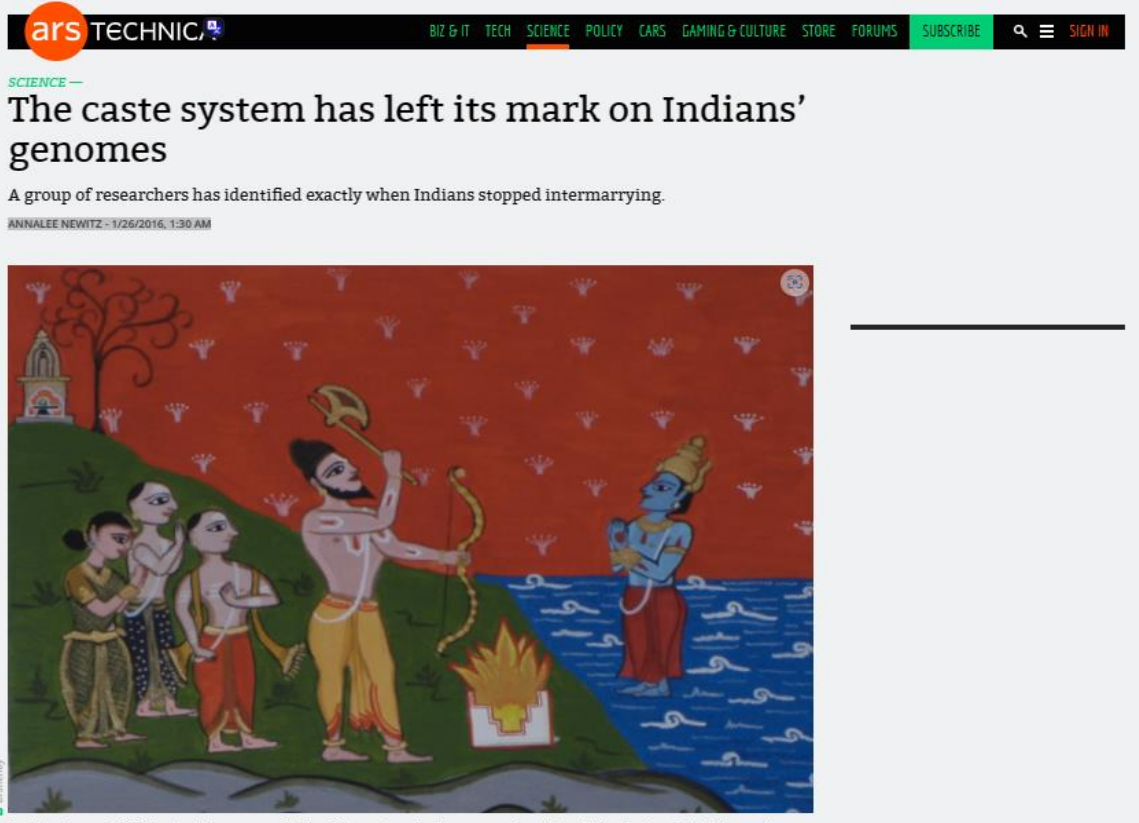 ars TECHNICA
BIZ & IT TECH SCIENCE POLICY CARS GAMING & CULTURE STORE FORUMS SUBSCRIBE SIGN IN
SCIENCE —
The caste system has left its mark on Indians’
genomes
A group of researchers has identified exactly when Indians stopped intermarrying.
ANNALEE NEWITZ - 1/26/2016, 1:30 AM